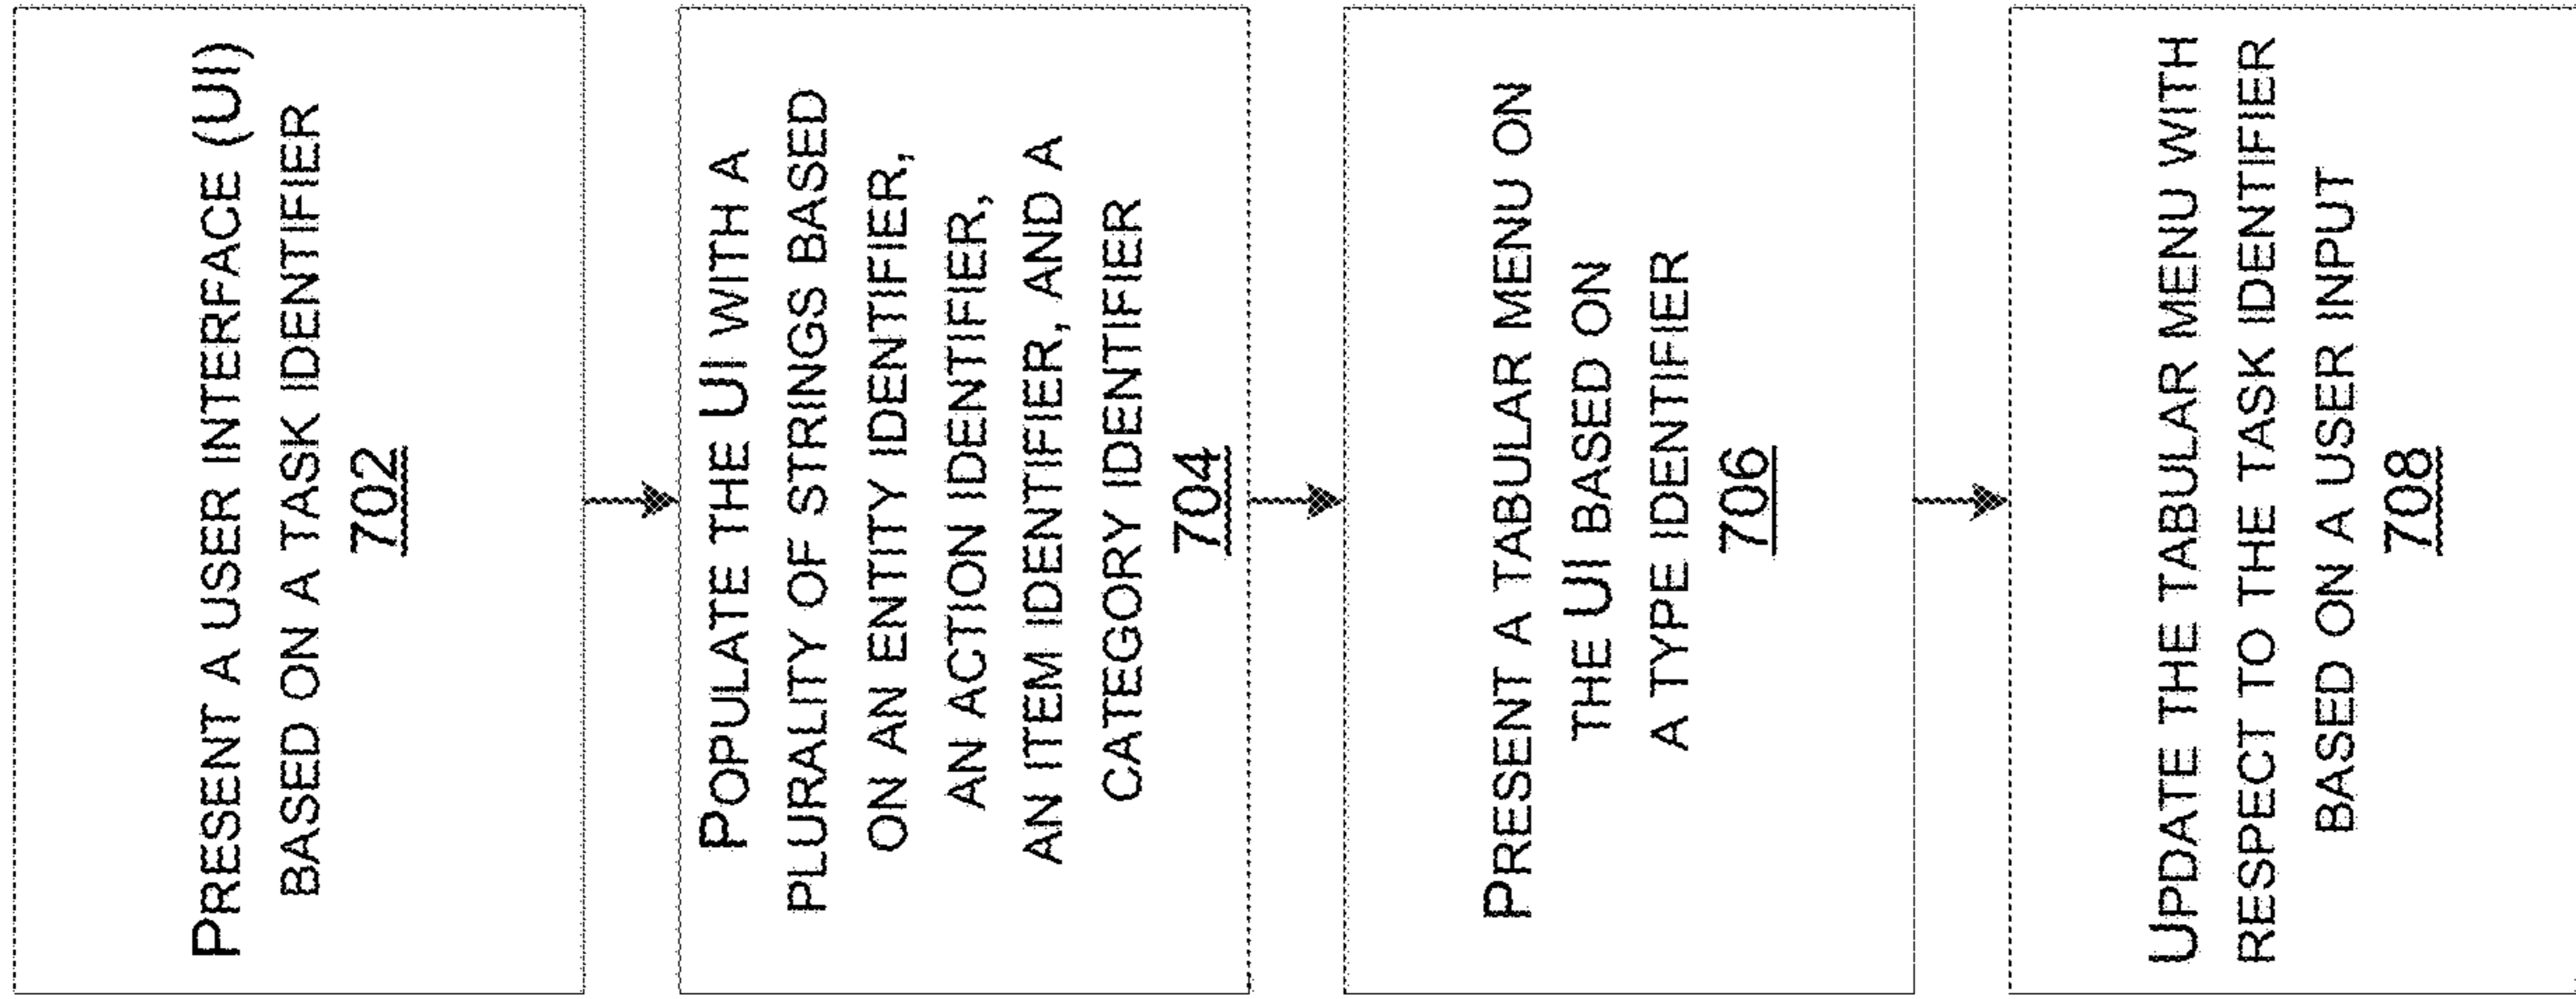 PRESENT A USER INTERFACE (UI)
BASED ON A TASK IDENTIFIER
702
POPULATE THE UI WITH A
PLURALITY OF STRINGS BASED
ON AN ENTITY IDENTIFIER,
AN ACTION IDENTIFIER,
AN ITEM IDENTIFIER, AND A
CATEGORY IDENTIFIER
704
PRESENT A TABULAR MENU ON
THE UI BASED ON
A TYPE IDENTIFIER
706
UPDATE THE TABULAR MENU WITH
RESPECT TO THE TASK IDENTIFIER
BASED ON A USER INPUT
708